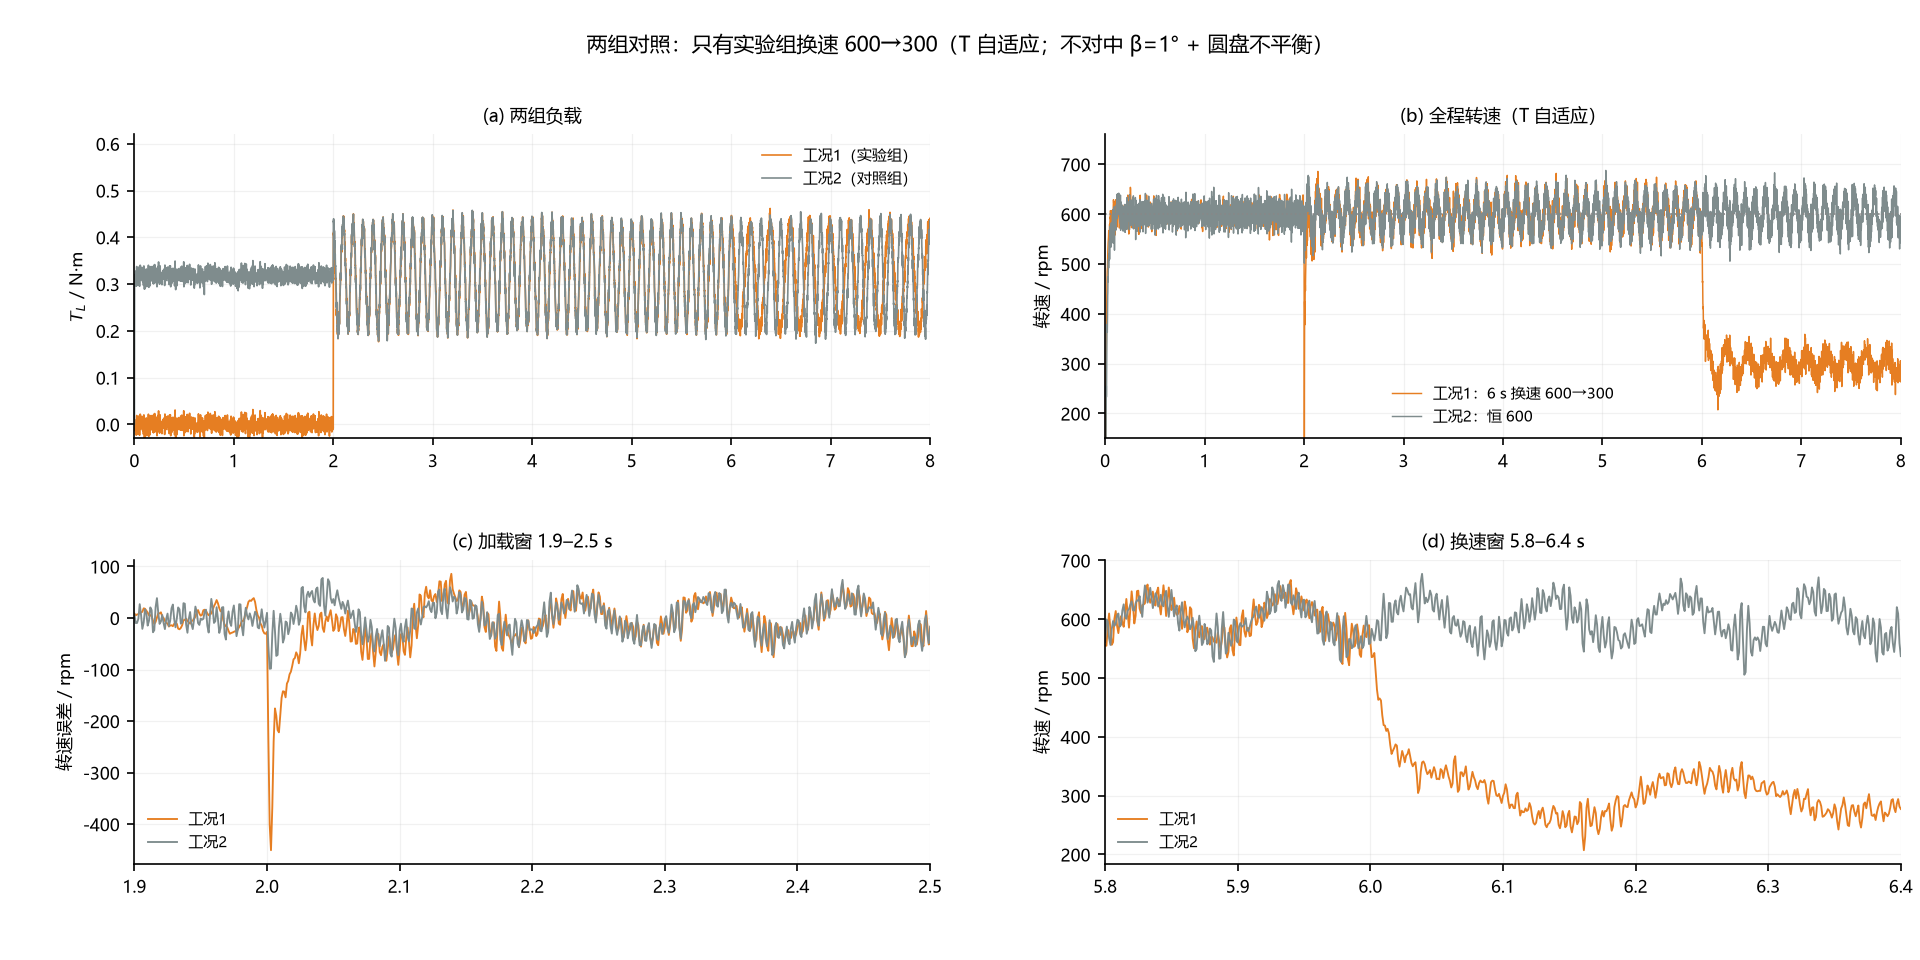 两组对照：只有实验组换速 600→300（T 自适应；不对中 β=1° + 圆盘不平衡）
(a) 两组负载
T_L / N·m
0.6
0.5
0.4
0.3
0.2
0.1
0.0
工况1（实验组）
工况2（对照组）
0 1 2 3 4 5 6 7 8
(b) 全程转速（T 自适应）
转速 / rpm
700
600
500
400
300
200
工况1：6 s 换速 600→300
工况2：恒 600
0 1 2 3 4 5 6 7 8
(c) 加载窗 1.9–2.5 s
转速误差 / rpm
100
0
-100
-200
-300
-400
工况1
工况2
1.9 2.0 2.1 2.2 2.3 2.4 2.5
(d) 换速窗 5.8–6.4 s
转速 / rpm
700
600
500
400
300
200
工况1
工况2
5.8 5.9 6.0 6.1 6.2 6.3 6.4